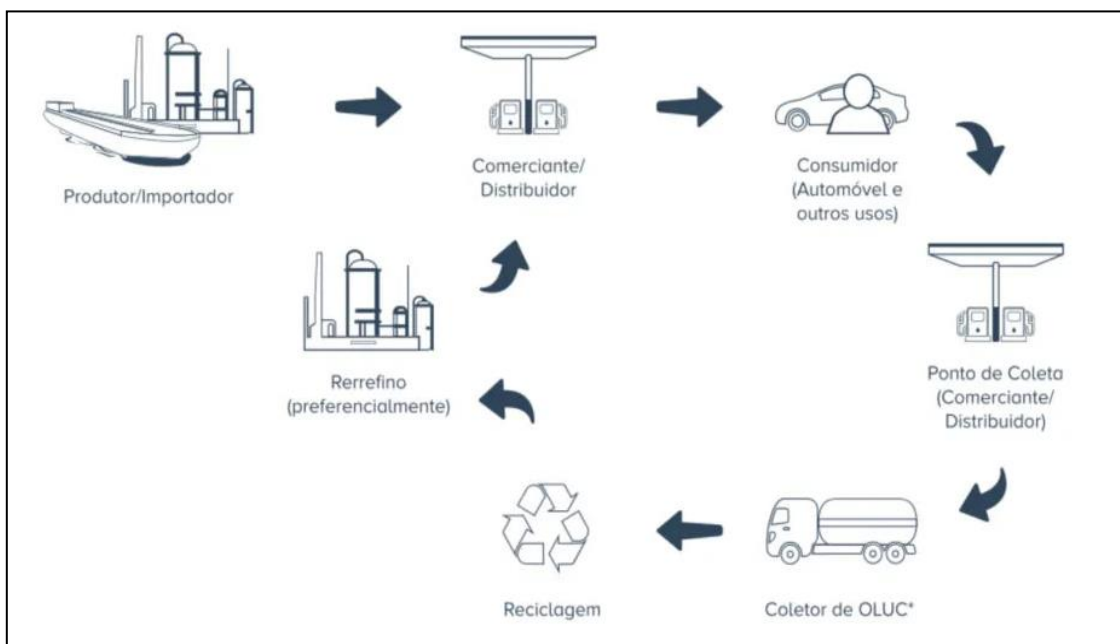 Produtor/Importador
Comerciante/
Distribuidor
Consumidor
(Automóvel e
outros usos)
Ponto de Coleta
(Comerciante/
Distribuidor)
Coletor de OLUC*
Reciclagem
Rerrefino
(preferencialmente)